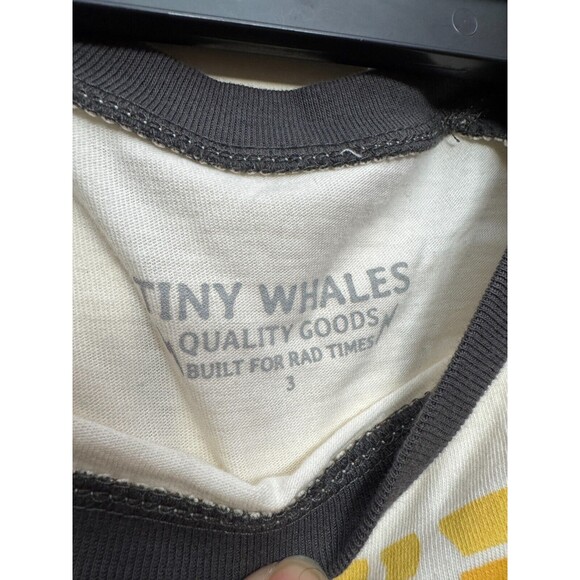 TINY WHALES
QUALITY GOODS
BUILT FOR RAD TIMES
3